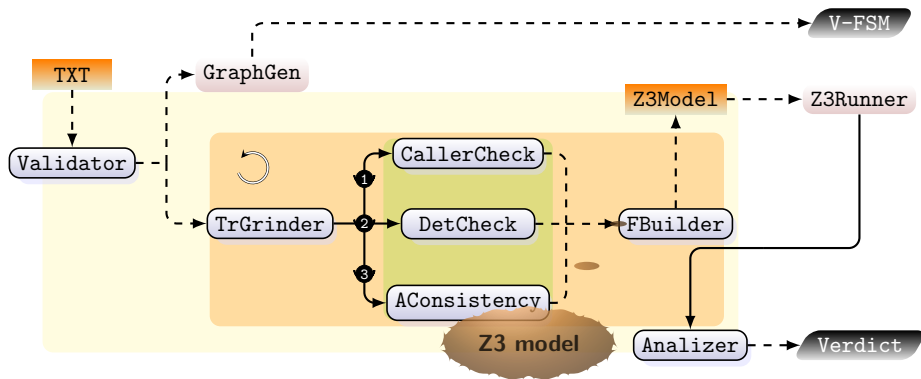 V-FSM
TXT
GraphGen
Z3Model
Z3Runner
Validator
CallerCheck
1
TrGrinder
2
DetCheck
FBuilder
3
AConsistency
Z3 model
Analizer
Verdict